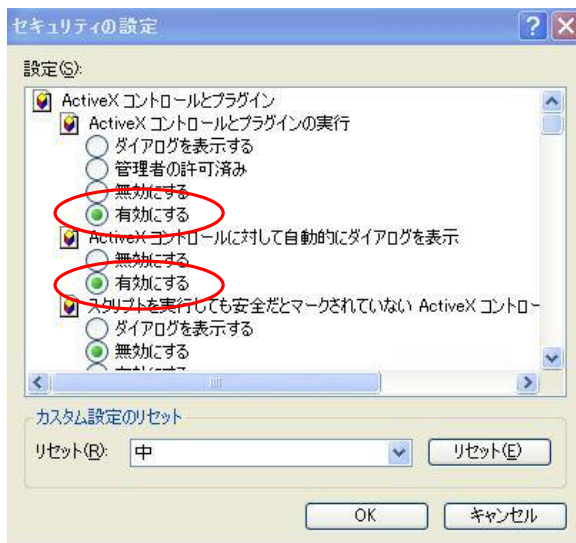 セキュリティの設定
設定(S):
ActiveX コントロールとプラグイン
ActiveX コントロールとプラグインの実行
ダイアログを表示する
管理者の許可済み
無効にする
有効にする
ActiveX コントロールに対して自動的にダイアログを表示
無効にする
有効にする
スクリプトを実行しても安全だとマークされていない ActiveX コントロー
ダイアログを表示する
無効にする
カスタム設定のリセット
リセット(R): 中 リセット(E)
OK キャンセル